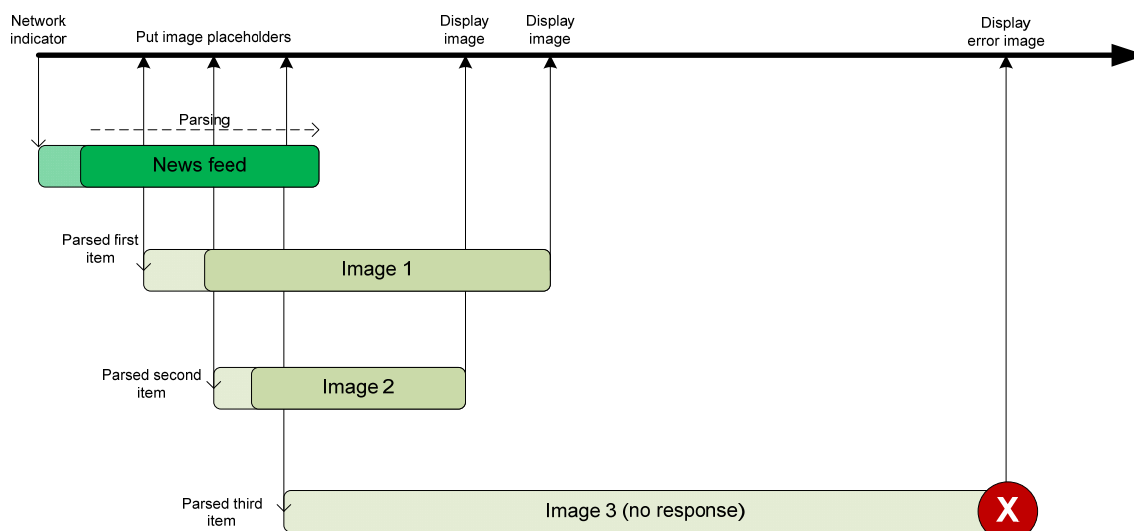 Network
indicator
Put image placeholders
Display
image
Display
image
Display
error image
Parsing
News feed
Parsed first
item
Image 1
Parsed second
item
Image 2
Parsed third
item
Image 3 (no response)
X